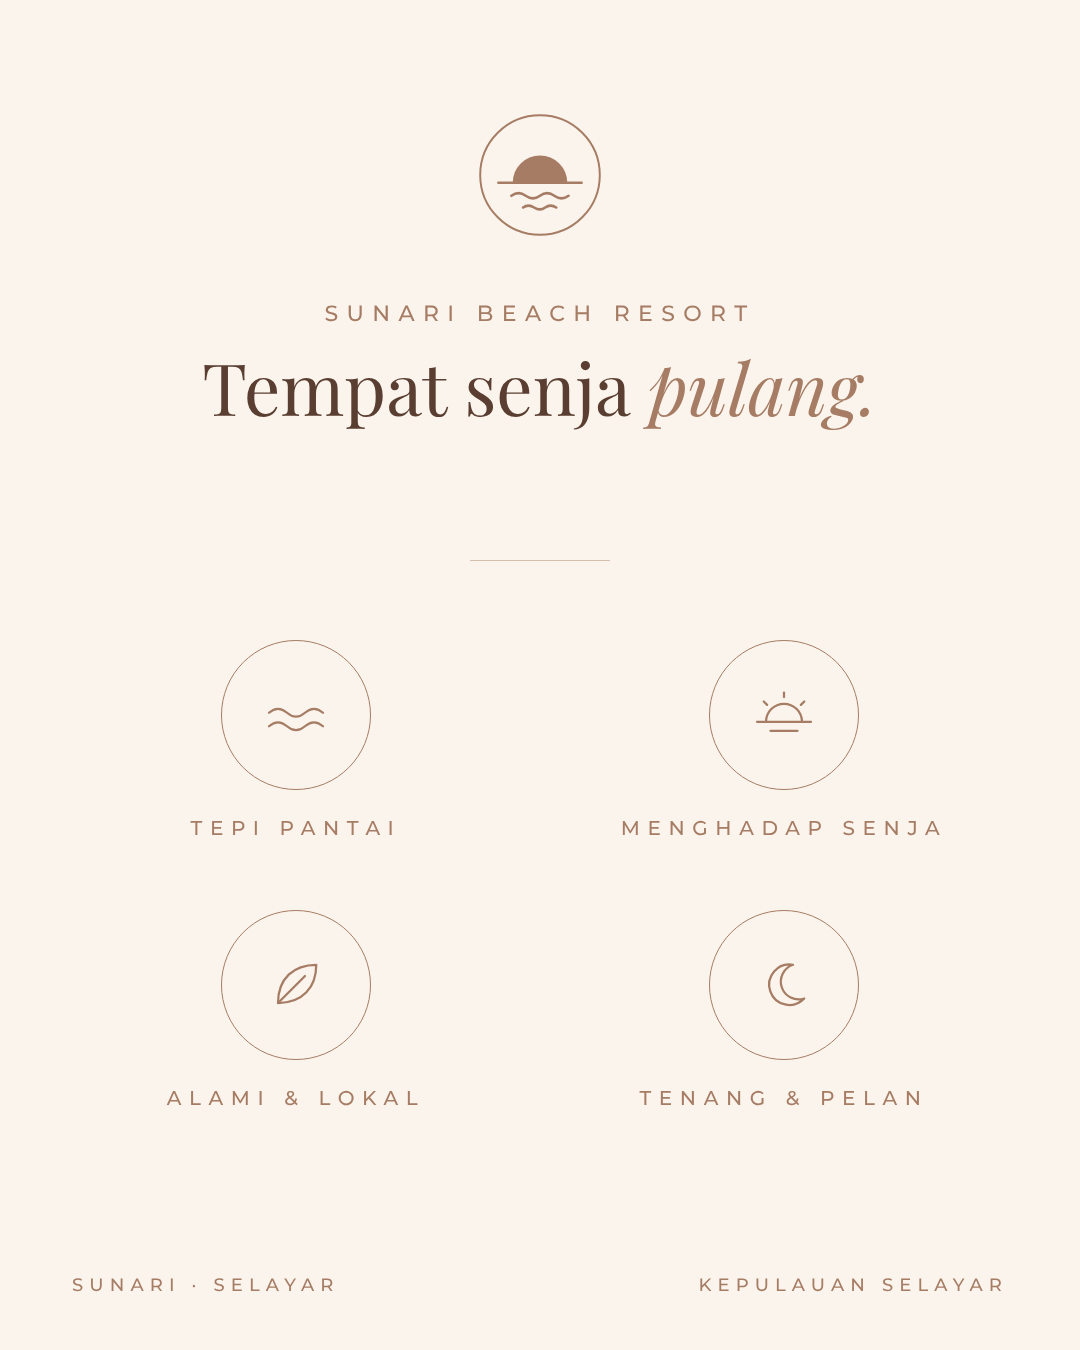 SUNARI BEACH RESORT
Tempat senja pulang.
TEPI PANTAI
MENGHADAP SENJA
ALAMI & LOKAL
TENANG & PELAN
SUNARI · SELAYAR
KEPULAUAN SELAYAR